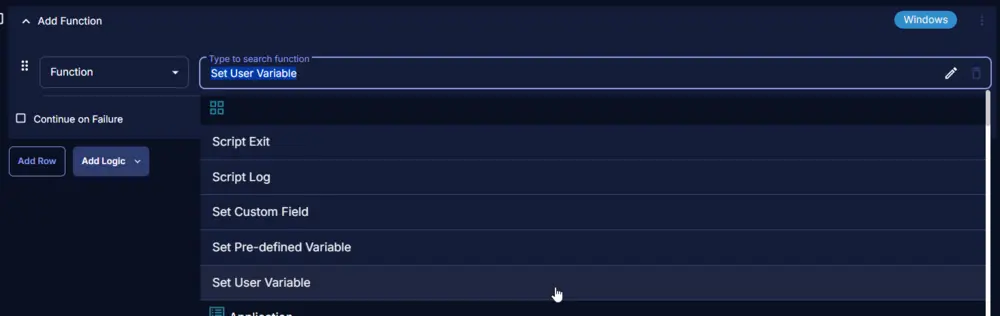 Add Function
Windows
Type to search function
Function
Set User Variable
Continue on Failure
Script Exit
Add Row
Add Logic
Script Log
Set Custom Field
Set Pre-defined Variable
Set User Variable
Application